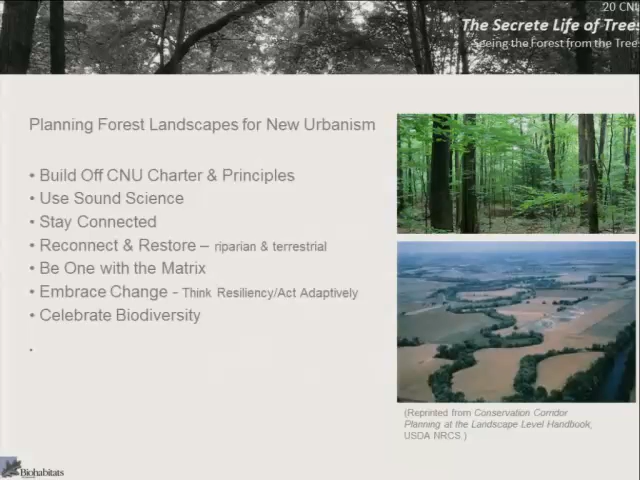 20 CNU
The Secrete Life of Trees
Seeing the Forest from the Trees
Planning Forest Landscapes for New Urbanism
• Build Off CNU Charter & Principles
• Use Sound Science
• Stay Connected
• Reconnect & Restore – riparian & terrestrial
• Be One with the Matrix
• Embrace Change - Think Resiliency/Act Adaptively
• Celebrate Biodiversity
•
(Reprinted from Conservation Corridor
Planning at the Landscape Level Handbook,
USDA NRCS.)
Biohabitats